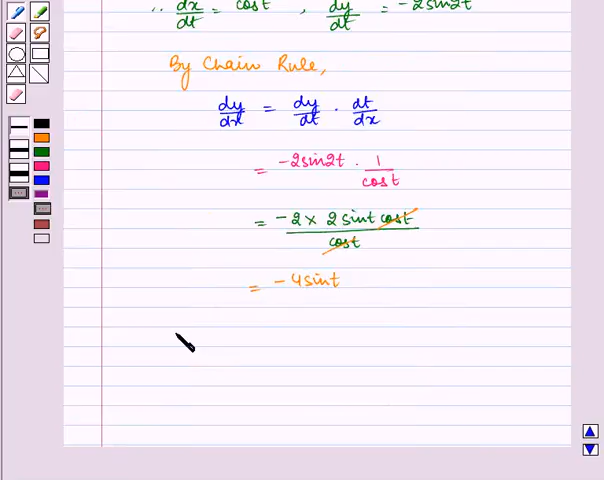 ∴ dx/dt = cost , dy/dt = -2sin2t
By Chain Rule,
dy/dx = dy/dt . dt/dx
= -2sin2t . 1/cost
= -2 × 2 sint cost / cost
= -4sint